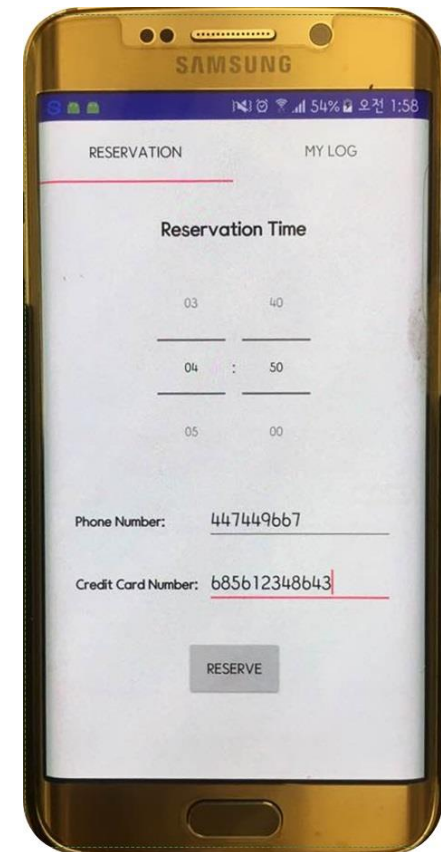 SAMSUNG
54% 오전 1:58
RESERVATION MY LOG
Reservation Time
03 40
04 : 50
05 00
Phone Number: 447449667
Credit Card Number: 685612348643
RESERVE